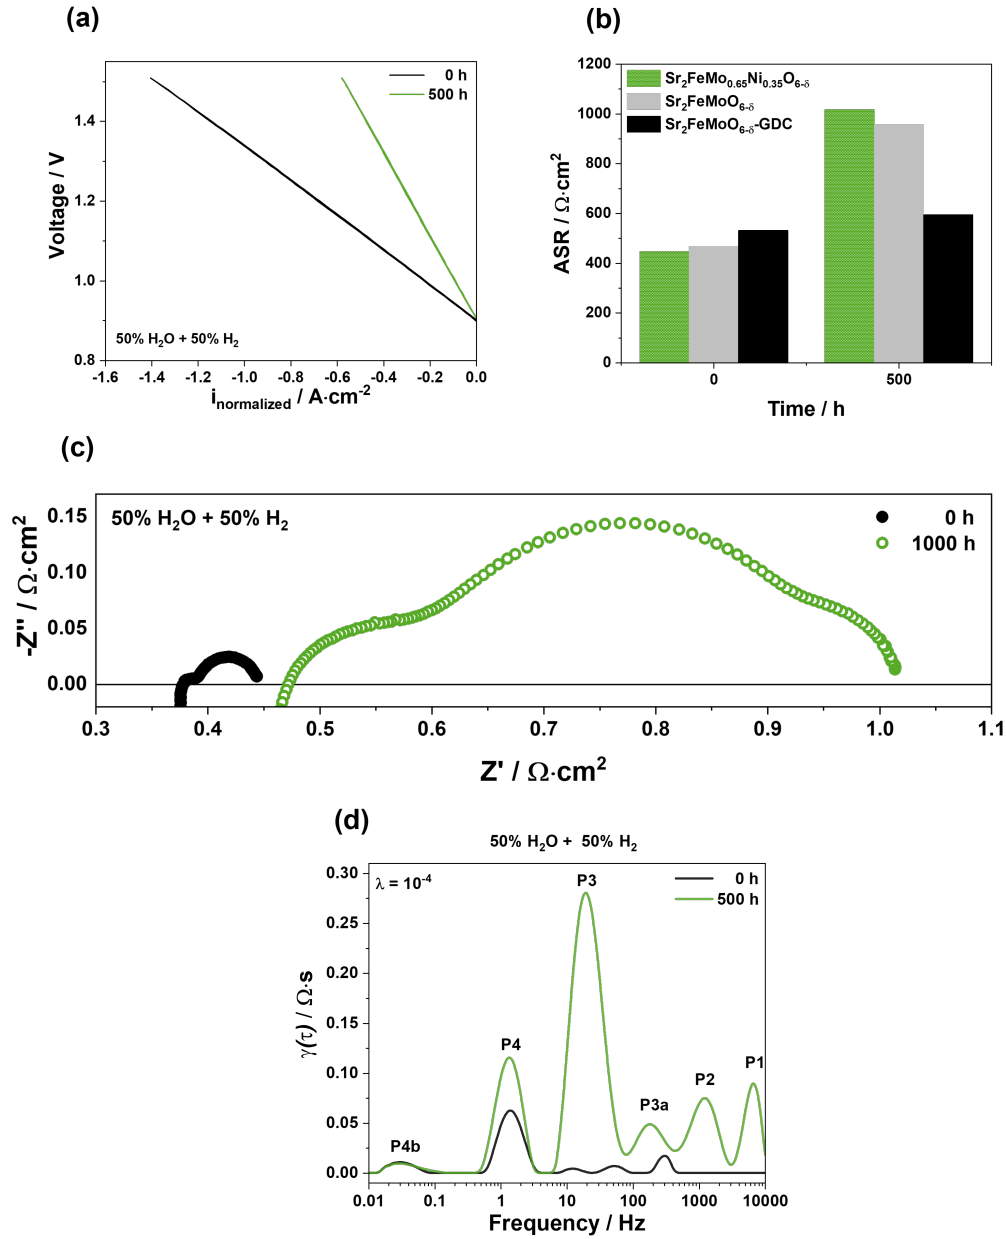 (a)
Voltage / V
1.4
1.2
1.0
0.8
0 h
500 h
50% H₂O + 50% H₂
-1.6 -1.4 -1.2 -1.0 -0.8 -0.6 -0.4 -0.2 0.0
i_normalized / A·cm⁻²
(b)
ASR / Ω·cm²
1200
1000
800
600
400
200
0
Sr₂FeMo₀.₆₅Ni₀.₃₅O₆₋δ
Sr₂FeMoO₆₋δ
Sr₂FeMoO₆₋δ-GDC
0 500
Time / h
(c)
-Z'' / Ω·cm²
0.15
0.10
0.05
0.00
50% H₂O + 50% H₂
0 h
1000 h
0.3 0.4 0.5 0.6 0.7 0.8 0.9 1.0 1.1
Z' / Ω·cm²
(d)
50% H₂O + 50% H₂
γ(τ) / Ω·s
0.30
0.25
0.20
0.15
0.10
0.05
0.00
λ = 10⁻⁴
0 h
500 h
P4b
P4
P3
P3a
P2
P1
0.01 0.1 1 10 100 1000 10000
Frequency / Hz